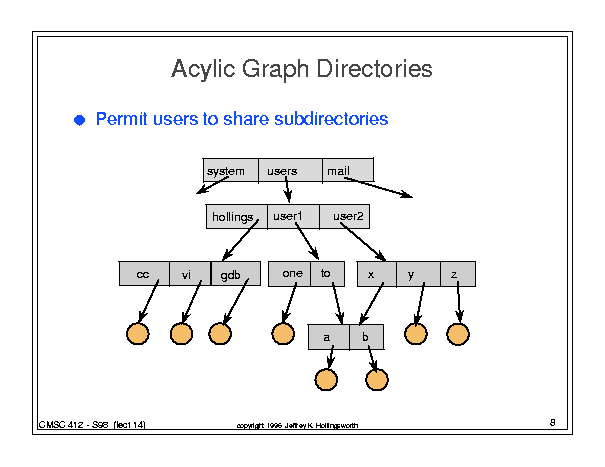 Acylic Graph Directories
Permit users to share subdirectories
system users mail
hollings user1 user2
cc vi gdb one to x y z
a b
CMSC 412 - S98 (lect 14) copyright 1996 Jeffrey K. Hollingsworth 8